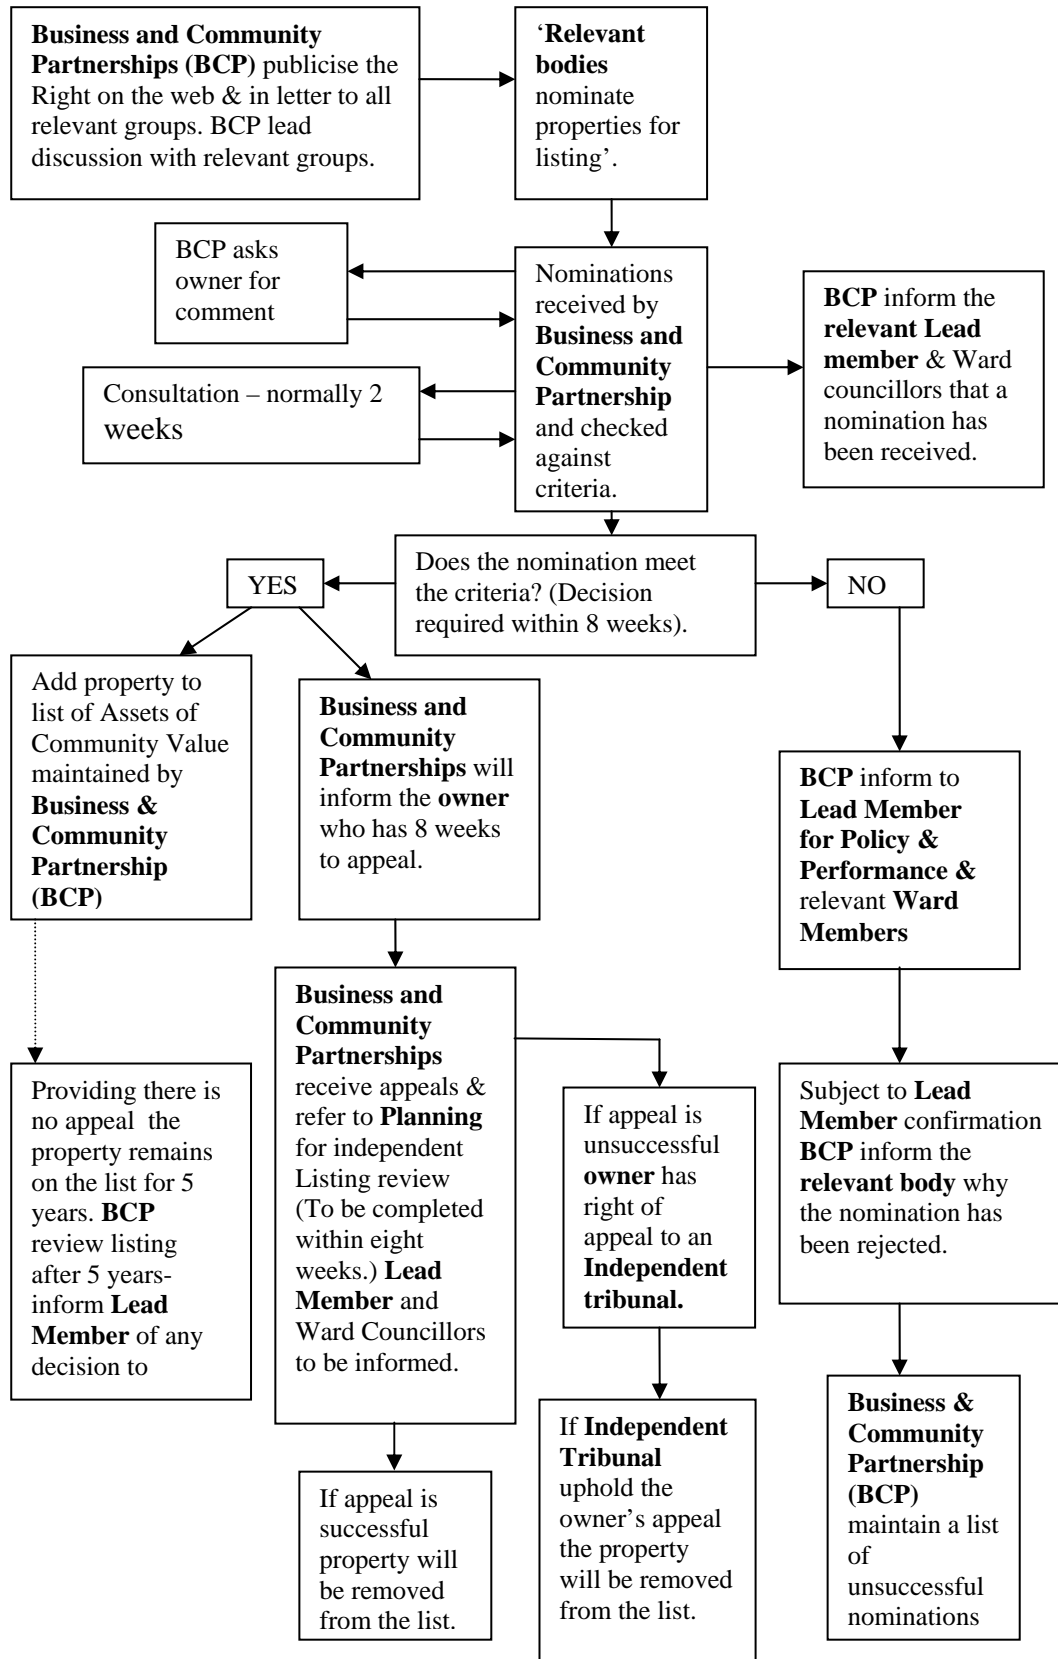 Business and Community
Partnerships (BCP) publicise the
Right on the web & in letter to all
relevant groups. BCP lead
discussion with relevant groups.
‘Relevant
bodies
nominate
properties for
listing’.
BCP asks
owner for
comment
Nominations
received by
Business and
Community
Partnership
and checked
against
criteria.
BCP inform the
relevant Lead
member & Ward
councillors that a
nomination has
been received.
Consultation – normally 2
weeks
Does the nomination meet
the criteria? (Decision
required within 8 weeks).
YES
NO
Add property to
list of Assets of
Community Value
maintained by
Business &
Community
Partnership
(BCP)
Business and
Community
Partnerships will
inform the owner
who has 8 weeks
to appeal.
BCP inform to
Lead Member
for Policy &
Performance &
relevant Ward
Members
Providing there is
no appeal  the
property remains
on the list for 5
years. BCP
review listing
after 5 years-
inform Lead
Member of any
decision to
Business and
Community
Partnerships
receive appeals &
refer to Planning
for independent
Listing review
(To be completed
within eight
weeks.) Lead
Member and
Ward Councillors
to be informed.
If appeal is
unsuccessful
owner has
right of
appeal to an
Independent
tribunal.
Subject to Lead
Member confirmation
BCP inform the
relevant body why
the nomination has
been rejected.
If appeal is
successful
property will
be removed
from the list.
If Independent
Tribunal
uphold the
owner’s appeal
the property
will be removed
from the list.
Business &
Community
Partnership
(BCP)
maintain a list
of
unsuccessful
nominations